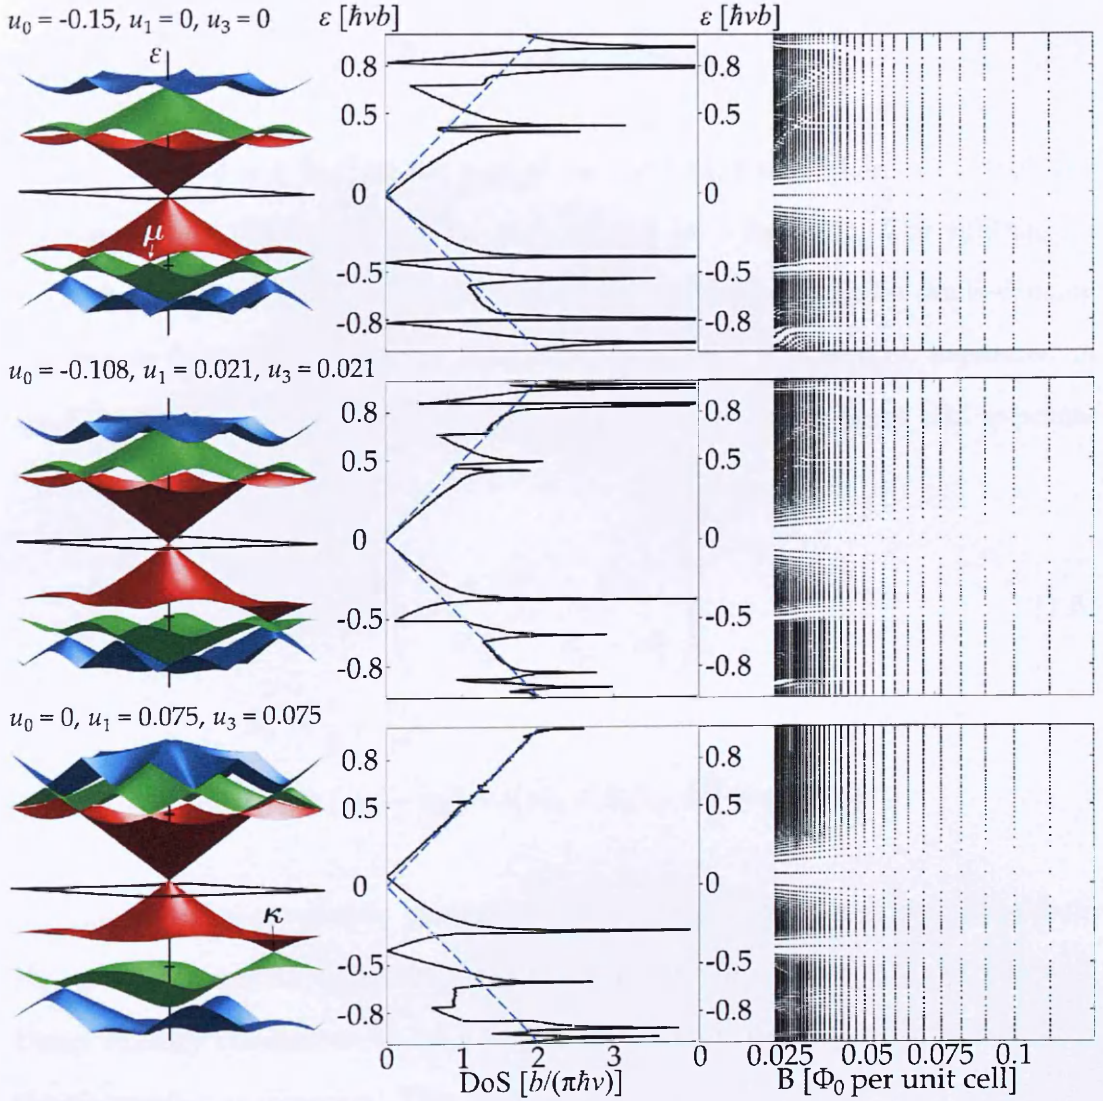 u₀ = -0.15, u₁ = 0, u₃ = 0
ε
μ
ε [ħvb]
0.8
0.5
0
-0.5
-0.8
ε [ħvb]
0.8
0.5
0
-0.5
-0.8
u₀ = -0.108, u₁ = 0.021, u₃ = 0.021
0.8
0.5
0
-0.5
-0.8
0.8
0.5
0
-0.5
-0.8
u₀ = 0, u₁ = 0.075, u₃ = 0.075
κ
0.8
0.5
0
-0.5
-0.8
0 1 2 3
DoS [b/(πħv)]
0.8
0.5
0
-0.5
-0.8
0 0.025 0.05 0.075 0.1
B [Φ₀ per unit cell]